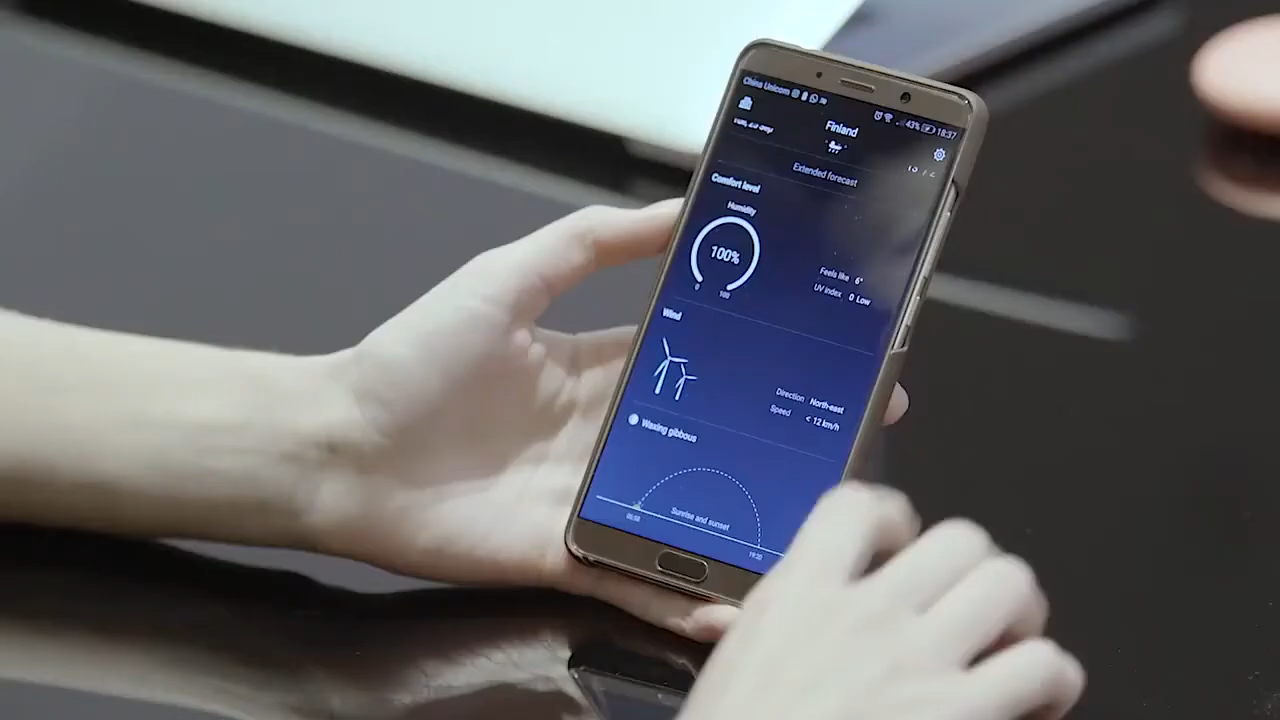 China Unicom
43% 18:37
Finland
Extended forecast
Comfort level
Humidity
100%
0 100
Feels like 6°
UV index 0 Low
Wind
Direction North-east
Speed < 12 km/h
Waxing gibbous
Sunrise and sunset
19:20